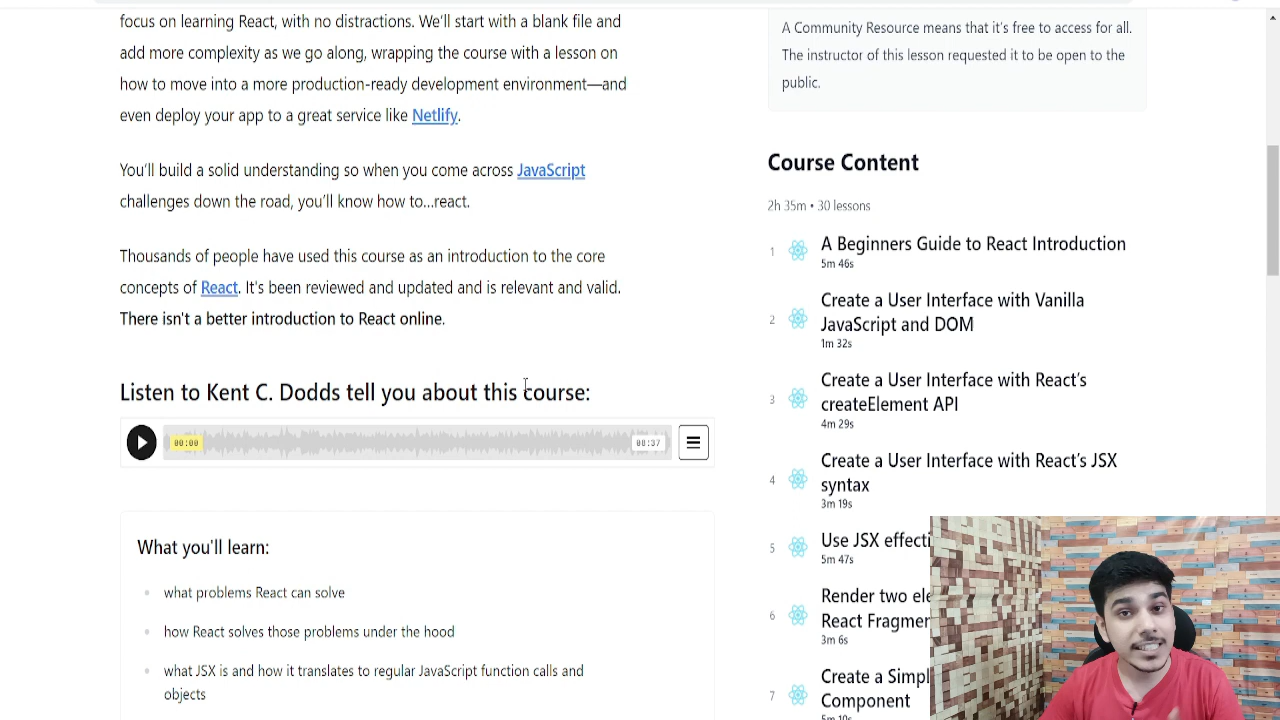 focus on learning React, with no distractions. We'll start with a blank file and
add more complexity as we go along, wrapping the course with a lesson on
how to move into a more production-ready development environment—and
even deploy your app to a great service like Netlify.
You'll build a solid understanding so when you come across JavaScript
challenges down the road, you'll know how to...react.
Thousands of people have used this course as an introduction to the core
concepts of React. It's been reviewed and updated and is relevant and valid.
There isn't a better introduction to React online.
Listen to Kent C. Dodds tell you about this course:
00:00
08:37
What you'll learn:
what problems React can solve
how React solves those problems under the hood
what JSX is and how it translates to regular JavaScript function calls and
objects
A Community Resource means that it's free to access for all.
The instructor of this lesson requested it to be open to the
public.
Course Content
2h 35m • 30 lessons
1 A Beginners Guide to React Introduction
5m 46s
2 Create a User Interface with Vanilla
JavaScript and DOM
1m 32s
3 Create a User Interface with React's
createElement API
4m 29s
4 Create a User Interface with React's JSX
syntax
3m 19s
5 Use JSX effecti
5m 47s
6 Render two ele
React Fragmer
3m 6s
7 Create a Simpl
Component
5m 10s